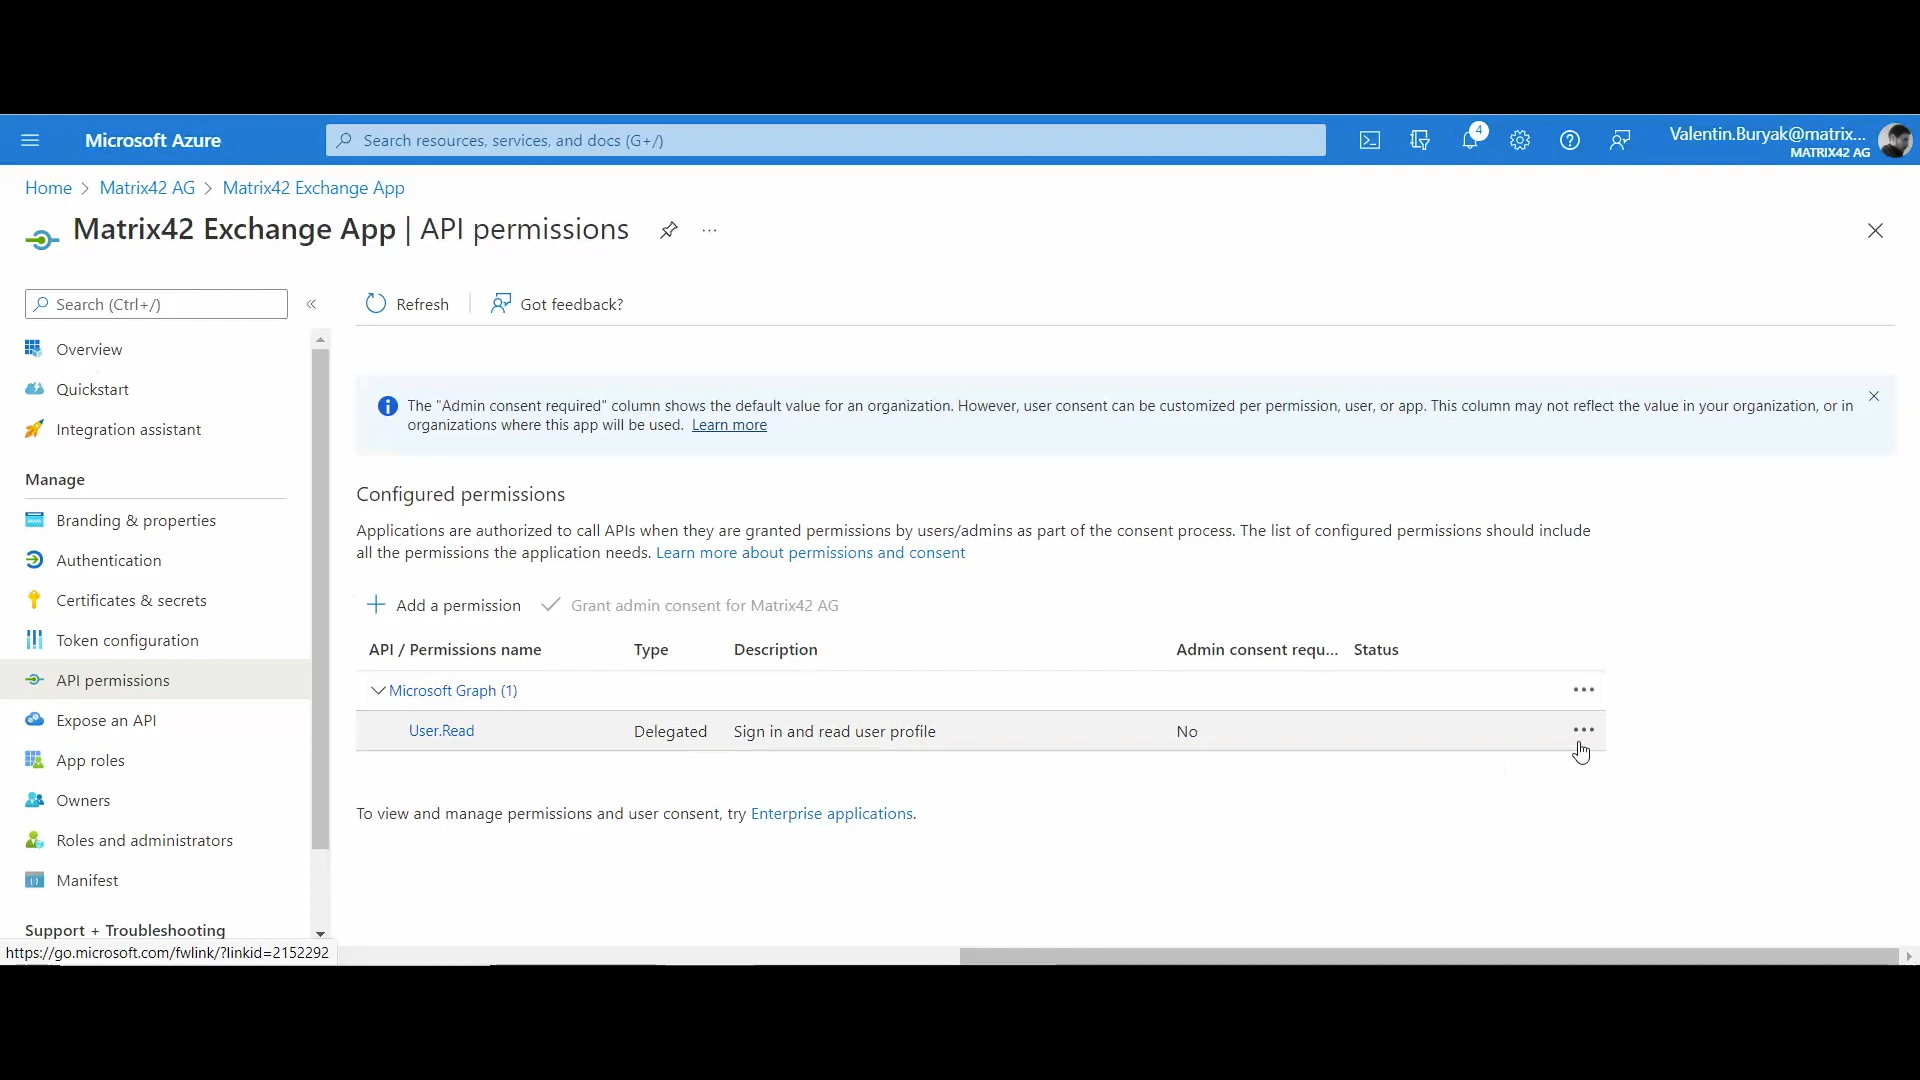 Microsoft Azure
Search resources, services, and docs (G+/)
4
Valentin.Buryak@matrix...
MATRIX42 AG
Home > Matrix42 AG > Matrix42 Exchange App
Matrix42 Exchange App | API permissions
Search (Ctrl+/)
Refresh
Got feedback?
Overview
Quickstart
Integration assistant
Manage
Branding & properties
Authentication
Certificates & secrets
Token configuration
API permissions
Expose an API
App roles
Owners
Roles and administrators
Manifest
Support + Troubleshooting
https://go.microsoft.com/fwlink/?linkid=2152292
The "Admin consent required" column shows the default value for an organization. However, user consent can be customized per permission, user, or app. This column may not reflect the value in your organization, or in
organizations where this app will be used. Learn more
Configured permissions
Applications are authorized to call APIs when they are granted permissions by users/admins as part of the consent process. The list of configured permissions should include
all the permissions the application needs. Learn more about permissions and consent
Add a permission
Grant admin consent for Matrix42 AG
API / Permissions name Type Description Admin consent requ... Status
Microsoft Graph (1)
User.Read Delegated Sign in and read user profile No
To view and manage permissions and user consent, try Enterprise applications.